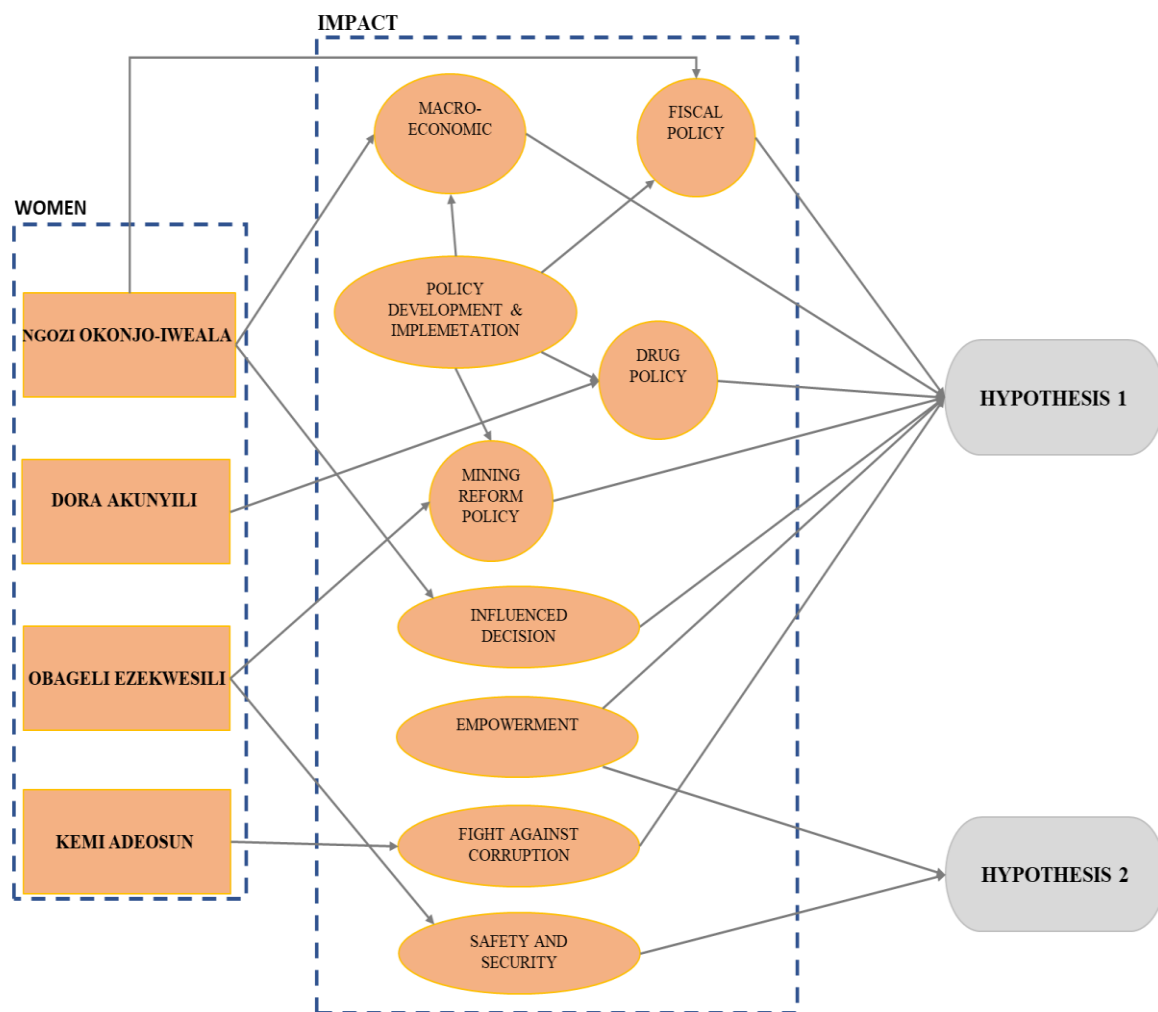 IMPACT
MACRO-
ECONOMIC
FISCAL
POLICY
WOMEN
POLICY
DEVELOPMENT &
IMPLEMETATION
NGOZI OKONJO-IWEALA
DRUG
POLICY
HYPOTHESIS 1
DORA AKUNYILI
MINING
REFORM
POLICY
INFLUENCED
DECISION
OBAGELI EZEKWESILI
EMPOWERMENT
KEMI ADEOSUN
FIGHT AGAINST
CORRUPTION
HYPOTHESIS 2
SAFETY AND
SECURITY